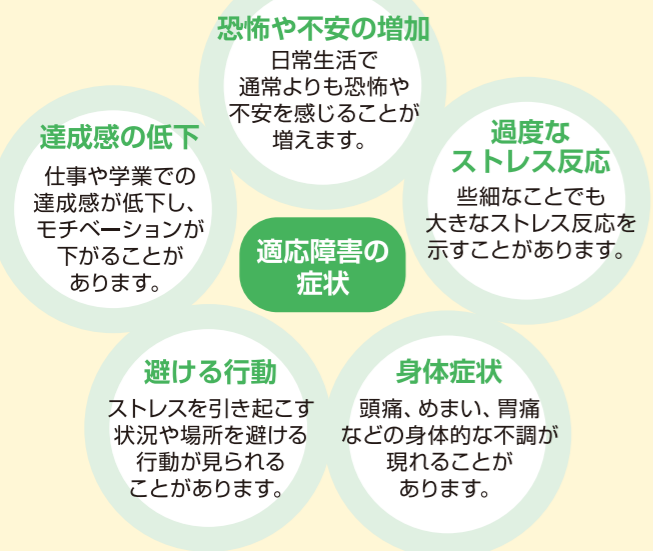 恐怖や不安の増加
日常生活で
通常よりも恐怖や
不安を感じることが
増えます。
過度な
ストレス反応
些細なことでも
大きなストレス反応を
示すことがあります。
達成感の低下
仕事や学業での
達成感が低下し、
モチベーションが
下がることが
あります。
適応障害の
症状
避ける行動
ストレスを引き起こす
状況や場所を避ける
行動が見られる
ことがあります。
身体症状
頭痛、めまい、胃痛
などの身体的な不調が
現れることが
あります。